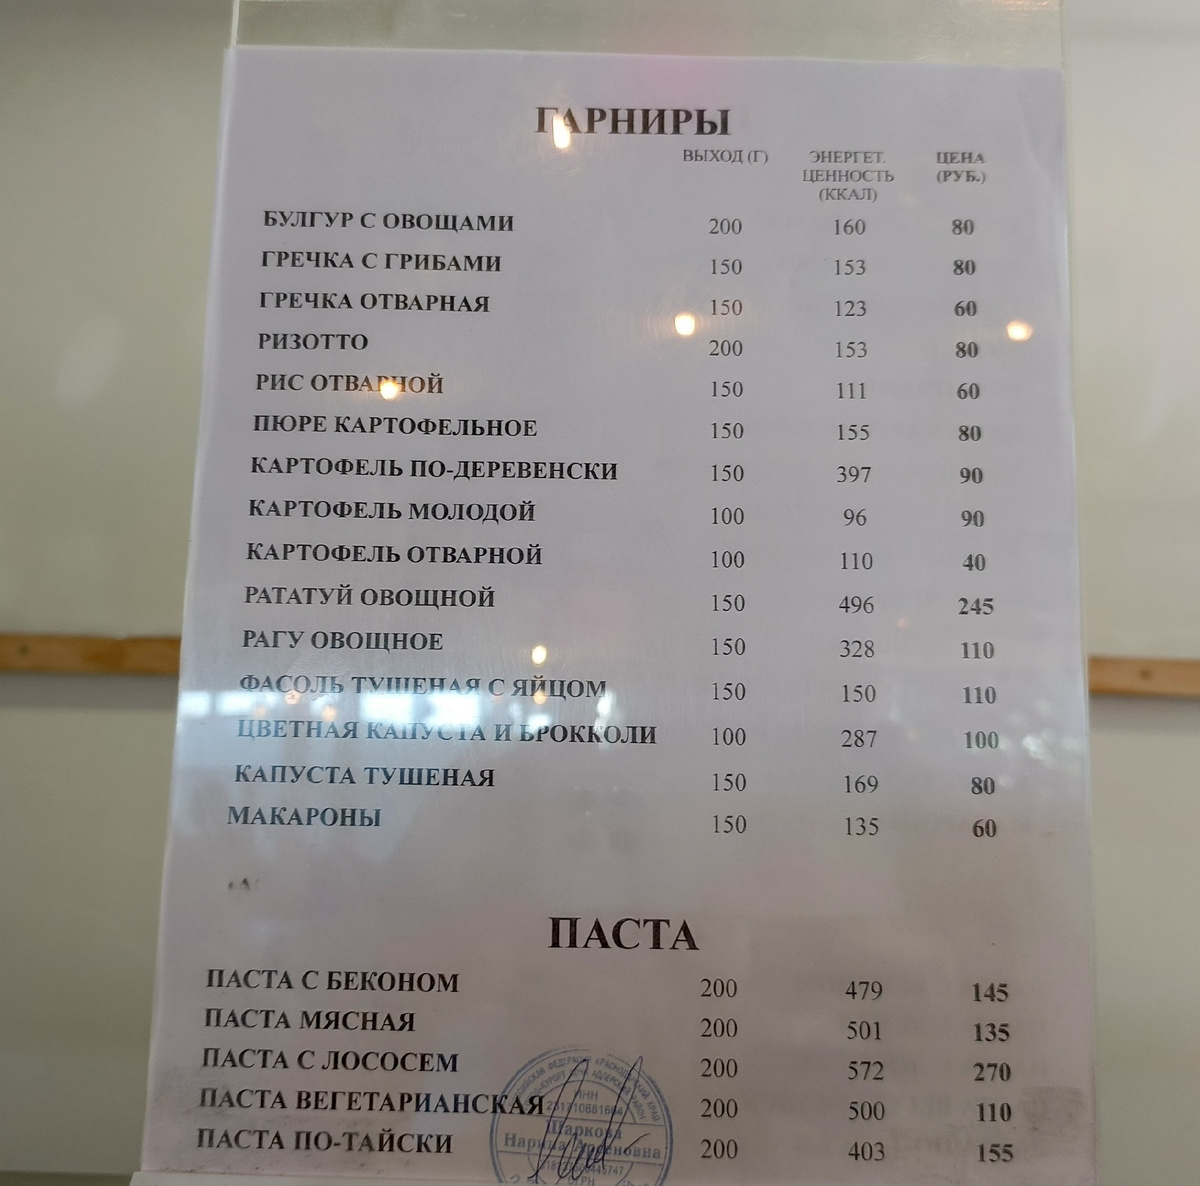 ГАРНИРЫ
ВЫХОД (Г) ЭНЕРГЕТ. ЦЕННОСТЬ (ККАЛ) ЦЕНА (РУБ.)
БУЛГУР С ОВОЩАМИ 200 160 80
ГРЕЧКА С ГРИБАМИ 150 153 80
ГРЕЧКА ОТВАРНАЯ 150 123 60
РИЗОТТО 200 153 80
РИС ОТВАРНОЙ 150 111 60
ПЮРЕ КАРТОФЕЛЬНОЕ 150 155 80
КАРТОФЕЛЬ ПО-ДЕРЕВЕНСКИ 150 397 90
КАРТОФЕЛЬ МОЛОДОЙ 100 96 90
КАРТОФЕЛЬ ОТВАРНОЙ 100 110 40
РАТАТУЙ ОВОЩНОЙ 150 496 245
РАГУ ОВОЩНОЕ 150 328 110
ФАСОЛЬ ТУШЕНАЯ С ЯЙЦОМ 150 150 110
ЦВЕТНАЯ КАПУСТА И БРОККОЛИ 100 287 100
КАПУСТА ТУШЕНАЯ 150 169 80
МАКАРОНЫ 150 135 60
ПАСТА
ПАСТА С БЕКОНОМ 200 479 145
ПАСТА МЯСНАЯ 200 501 135
ПАСТА С ЛОСОСЕМ 200 572 270
ПАСТА ВЕГЕТАРИАНСКАЯ 200 500 110
ПАСТА ПО-ТАЙСКИ 200 403 155
ИНН
Шаркова
Нарина